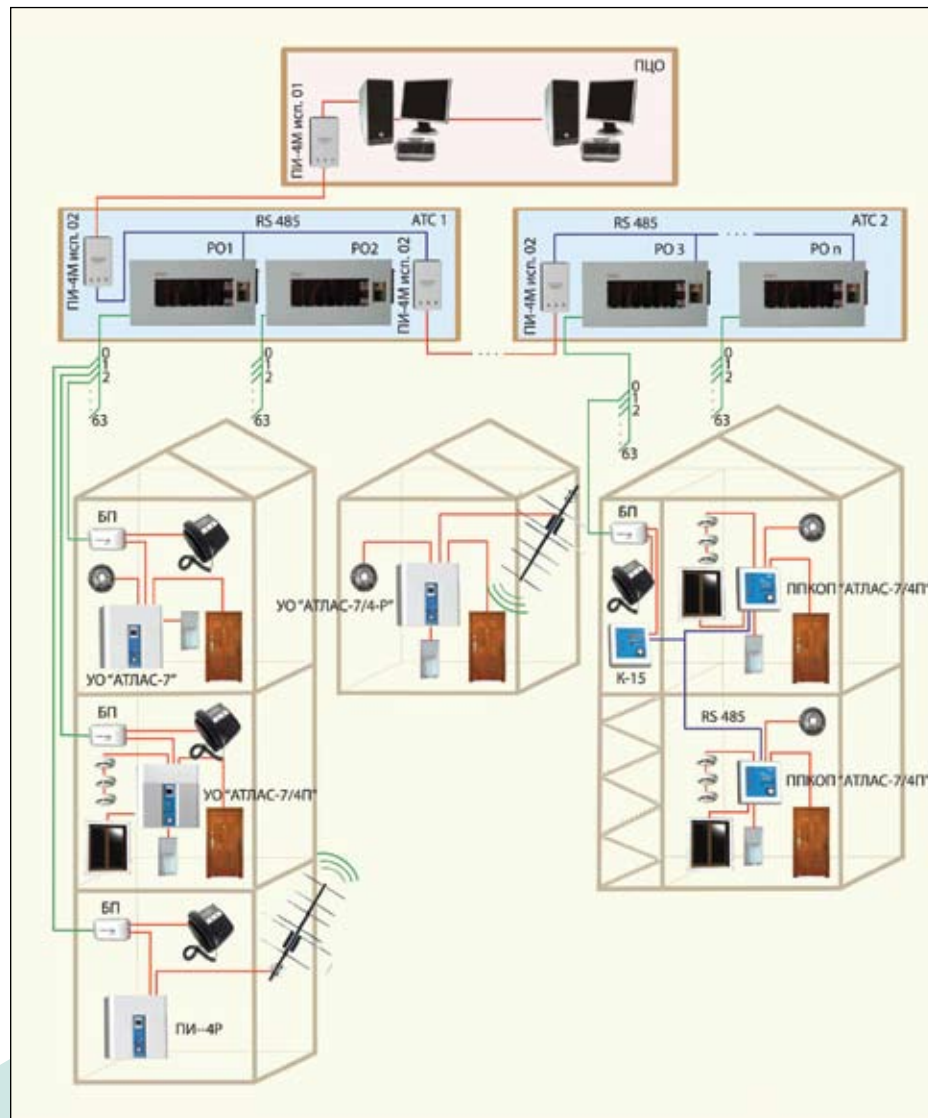 ПЦО
ПИ-4М исп. 01
ПИ-4М исп. 02
RS 485
АТС 1
РО1
РО2
ПИ-4М исп. 02
АТС 2
RS 485
РО 3
РО n
ПИ-4М исп. 02
0
1
2
63
0
1
2
63
0
1
2
63
0
1
2
63
БП
УО "АТЛАС-7"
БП
УО "АТЛАС-7/4П"
БП
ПИ--4Р
УО "АТЛАС-7/4-Р"
БП
К-15
ППКОП "АТЛАС-7/4П"
RS 485
ППКОП "АТЛАС-7/4П"